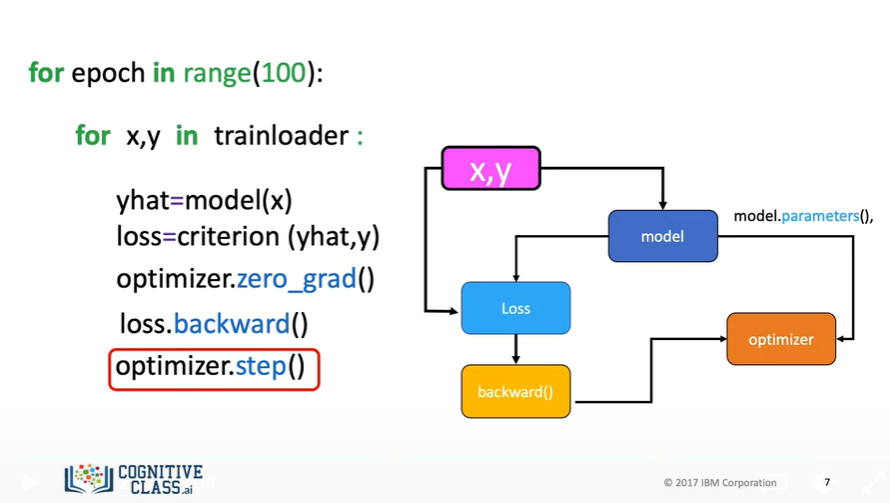 for epoch in range(100):
for x,y in trainloader :
yhat=model(x)
loss=criterion (yhat,y)
optimizer.zero_grad()
loss.backward()
optimizer.step()
x,y
model.parameters(),
model
Loss
optimizer
backward()
COGNITIVE
CLASS.ai
© 2017 IBM Corporation
7